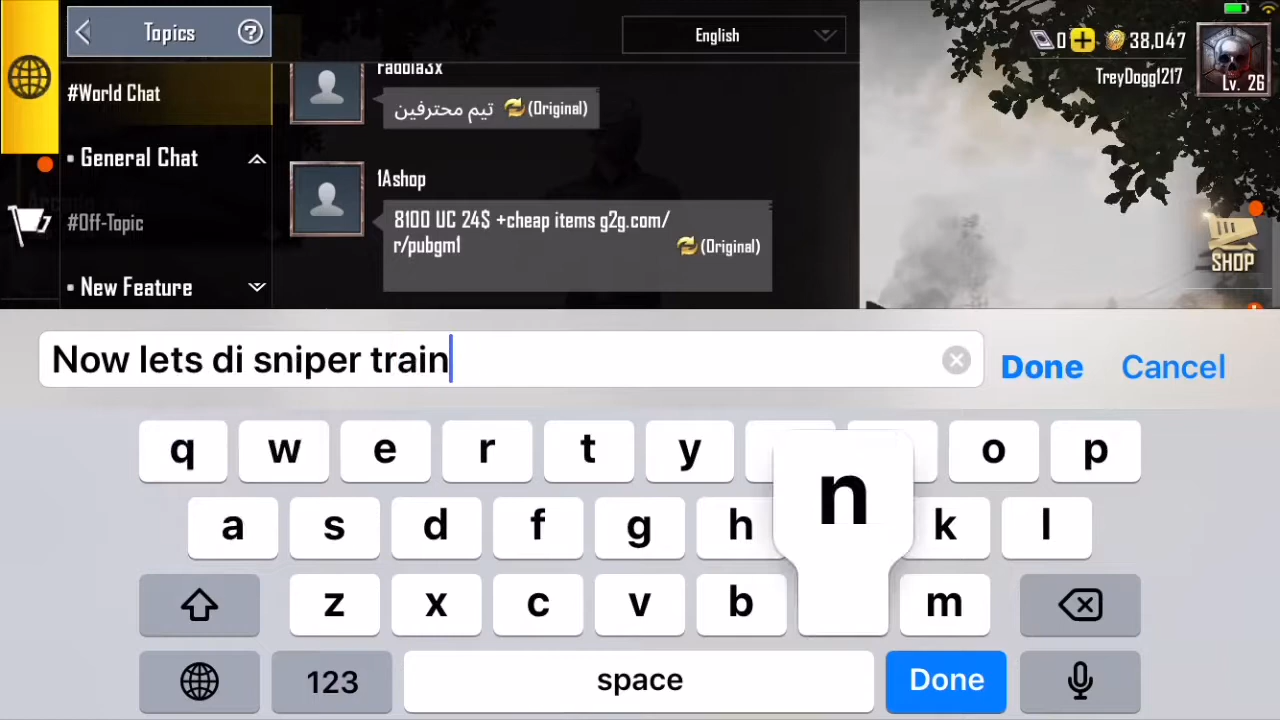 Topics
?
English
0
38,047
TreyDogg1217
Lv. 26
#World Chat
General Chat
#Off-Topic
New Feature
تيم محترفين (Original)
1Ashop
8100 UC 24$ +cheap items g2g.com/
r/pubgm1
(Original)
SHOP
Now lets di sniper train
Done
Cancel
q w e r t y o p
a s d f g h n k l
z x c v b m
123
space
Done